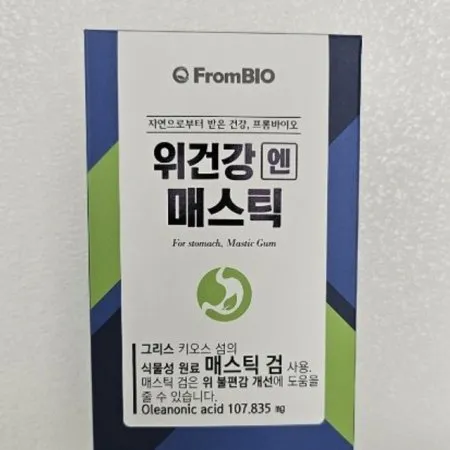 FromBIO
자연으로부터 받은 건강, 프롬바이오
위건강 엔
매스틱
For stomach, Mastic Gum
그리스 키오스 섬의
식물성 원료 매스틱 검 사용.
매스틱 검은 위 불편감 개선에 도움을
줄 수 있습니다.
Oleanonic acid 107.835 mg